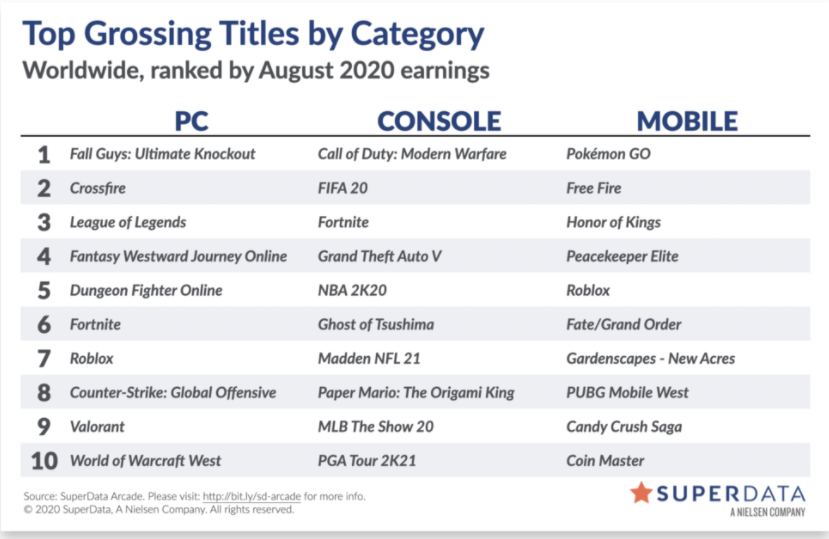 Top Grossing Titles by Category
Worldwide, ranked by August 2020 earnings
PC CONSOLE MOBILE
1 Fall Guys: Ultimate Knockout Call of Duty: Modern Warfare Pokémon GO
2 Crossfire FIFA 20 Free Fire
3 League of Legends Fortnite Honor of Kings
4 Fantasy Westward Journey Online Grand Theft Auto V Peacekeeper Elite
5 Dungeon Fighter Online NBA 2K20 Roblox
6 Fortnite Ghost of Tsushima Fate/Grand Order
7 Roblox Madden NFL 21 Gardenscapes - New Acres
8 Counter-Strike: Global Offensive Paper Mario: The Origami King PUBG Mobile West
9 Valorant MLB The Show 20 Candy Crush Saga
10 World of Warcraft West PGA Tour 2K21 Coin Master
Source: SuperData Arcade. Please visit: http://bit.ly/sd-arcade for more info.
© 2020 SuperData, A Nielsen Company. All rights reserved.
SUPERDATA
A NIELSEN COMPANY